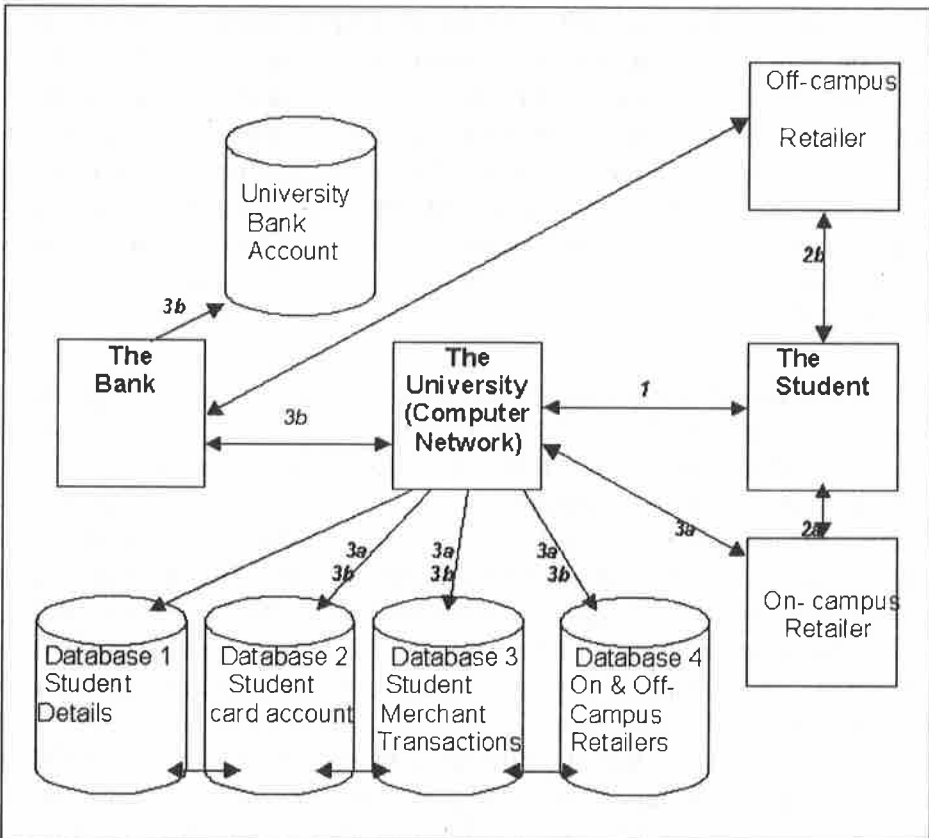 Off-campus
Retailer
University
Bank
Account
2b
3b
The
Bank
The
University
(Computer
Network)
The
Student
1
3b
3a
2a
3a
3b
3a
3b
3a
3b
On- campus
Retailer
Database 1
Student
Details
Database 2
Student
card account
Database 3
Student
Merchant
Transactions
Database 4
On & Off-
Campus
Retailers